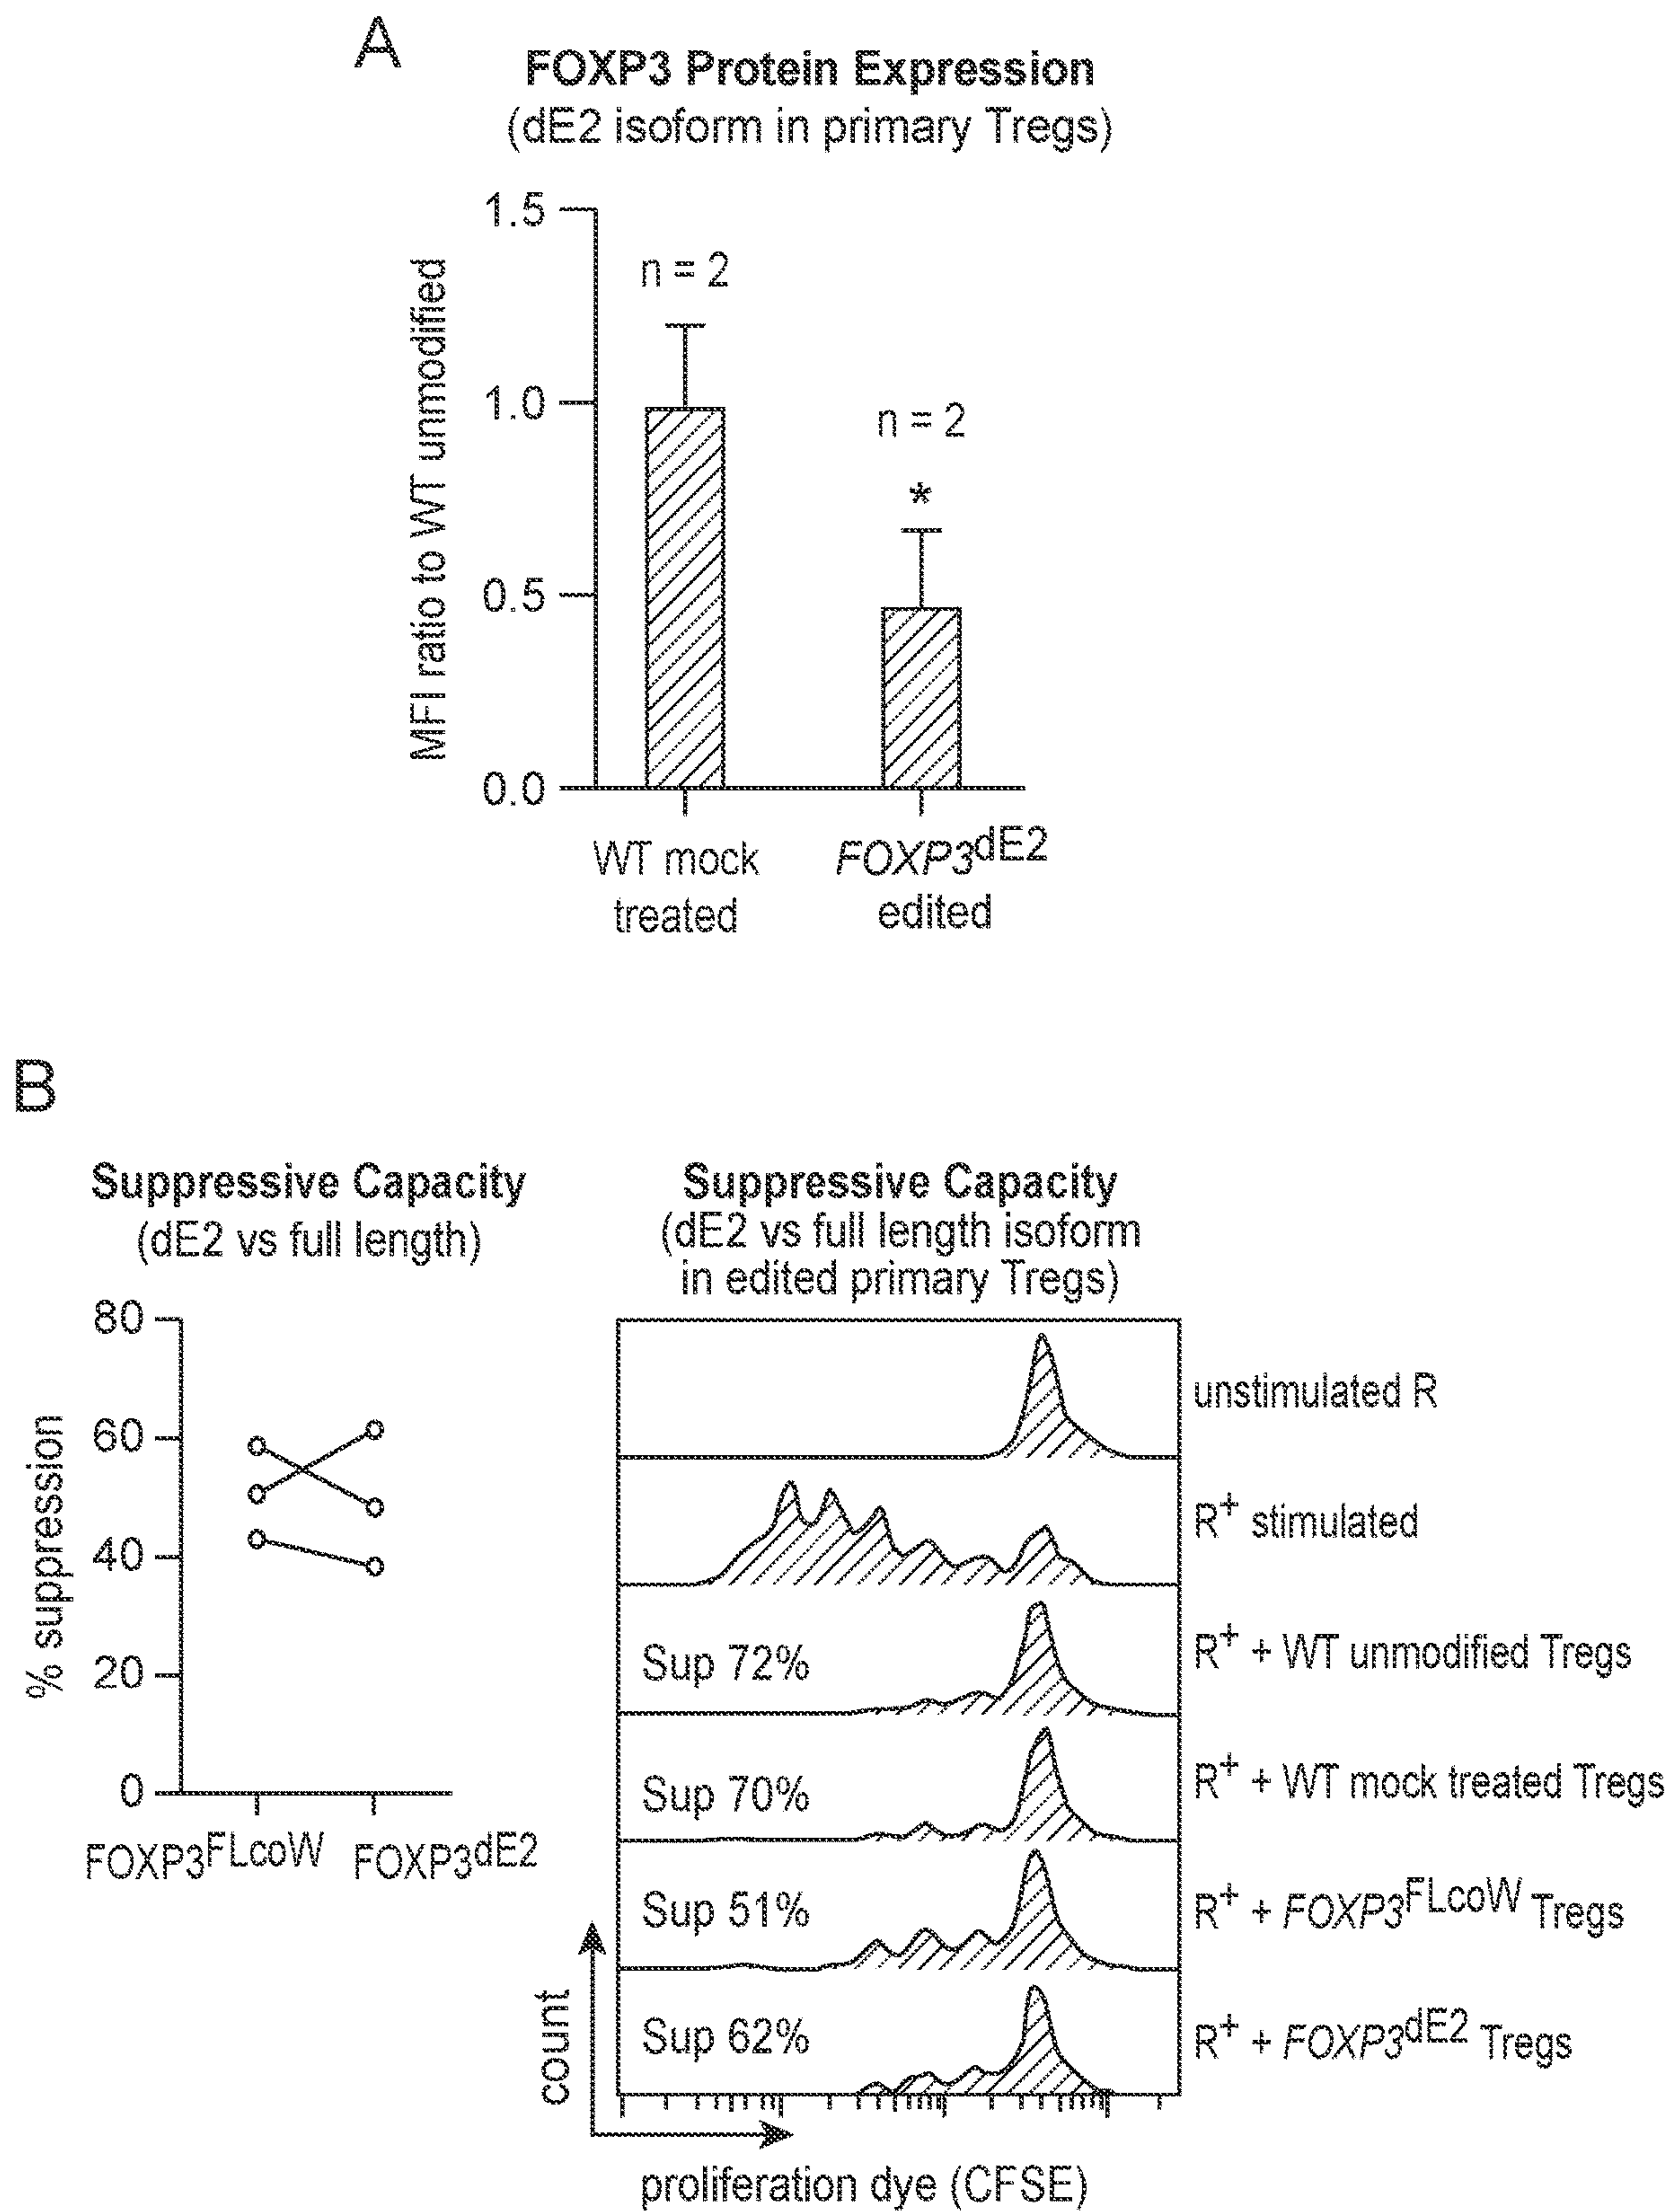 A
FOXP3 Protein Expression
(dE2 isoform in primary Tregs)
MFI ratio to WT unmodified
1.5
1.0
0.5
0.0
n = 2
n = 2
*
WT mock
treated
FOXP3dE2
edited
B
Suppressive Capacity
(dE2 vs full length)
% suppression
80
60
40
20
0
FOXP3FLcoW
FOXP3dE2
Suppressive Capacity
(dE2 vs full length isoform
in edited primary Tregs)
unstimulated R
R+ stimulated
Sup 72%
R+ + WT unmodified Tregs
Sup 70%
R+ + WT mock treated Tregs
Sup 51%
R+ + FOXP3FLcoW Tregs
Sup 62%
R+ + FOXP3dE2 Tregs
count
proliferation dye (CFSE)